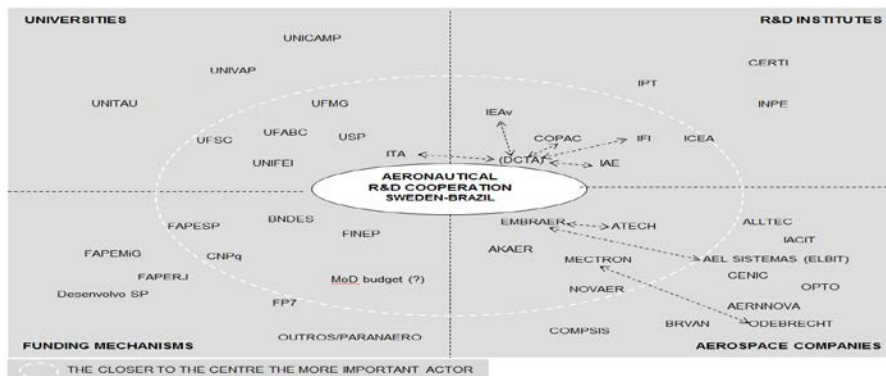 UNIVERSITIES
R&D INSTITUTES
UNICAMP
CERTI
UNIVAP
IPT
UNITAU
UFMG
INPE
IEAv
UFSC
UFABC
USP
COPAC
IFI
ICEA
UNIFEI
ITA
(DCTA)
IAE
AERONAUTICAL
R&D COOPERATION
SWEDEN-BRAZIL
FAPESP
BNDES
FINEP
EMBRAER
ATECH
ALLTEC
IACIT
FAPEMiG
CNPq
AKAER
MECTRON
AEL SISTEMAS (ELBIT)
FAPERJ
MoD budget (?)
CENIC
Desenvolvo SP
NOVAER
OPTO
FP7
AERNNOVA
OUTROS/PARANAERO
COMPSIS
BRVAN
ODEBRECHT
FUNDING MECHANISMS
AEROSPACE COMPANIES
THE CLOSER TO THE CENTRE THE MORE IMPORTANT ACTOR